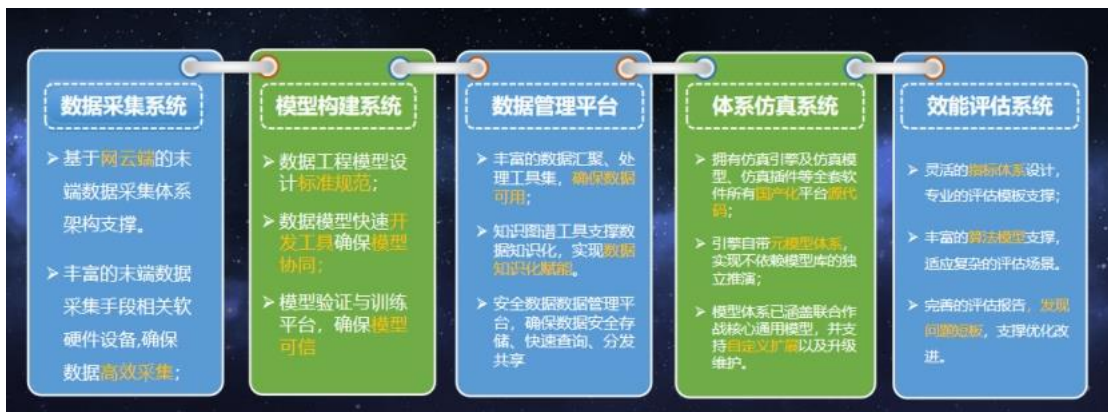 数据采集系统
➢ 基于网云端的末
端数据采集体系
架构支撑。
➢ 丰富的末端数据
采集手段相关软
硬件设备,确保
数据高效采集;
模型构建系统
➢ 数据工程模型设
计标准规范;
➢ 数据模型快速开
发工具确保模型
协同;
➢ 模型验证与训练
平台，确保模型
可信
数据管理平台
➢ 丰富的数据汇聚、处
理工具集，确保数据
可用;
➢ 知识图谱工具支撑数
据知识化，实现数据
知识化赋能。
➢ 安全数据数据管理平
台，确保数据安全存
储、快速查询、分发
共享
体系仿真系统
➢ 拥有仿真引擎及仿真模
型、仿真插件等全套软
件所有国产化平台源代
码;
➢ 引擎自带元模型体系，
实现不依赖模型库的独
立推演;
➢ 模型体系已涵盖联合作
战核心通用模型，并支
持自定义扩展以及升级
维护。
效能评估系统
➢ 灵活的指标体系设计，
专业的评估模板支撑;
➢ 丰富的算法模型支撑，
适应复杂的评估场景。
➢ 完善的评估报告，发现
问题短板，支撑优化改
进。